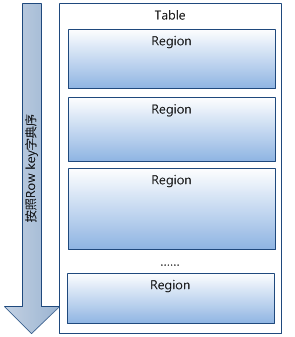 Table
Region
Region
Region
......
Region
按照Row key字典序